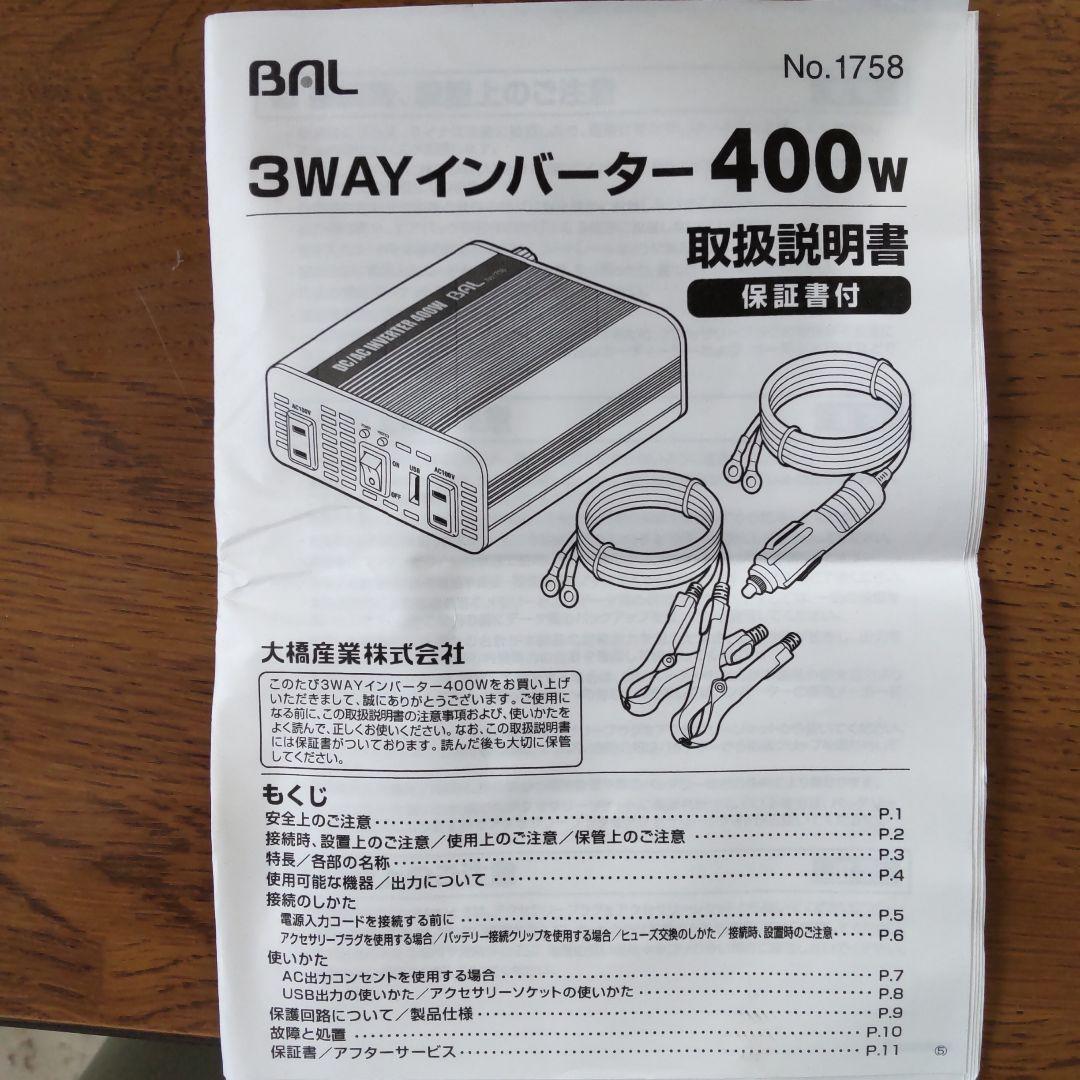 BAL
No.1758
3WAYインバーター 400W
取扱説明書
保証書付
DC/AC INVERTER 400W BAL No.1758
AC100V
ON
OFF
USB
AC100V
大橋産業株式会社
このたび3WAYインバーター400Wをお買い上げ
いただきまして、誠にありがとうございます。ご使用に
なる前に、この取扱説明書の注意事項および、使いかたを
よく読んで、正しくお使いください。なお、この取扱説明書
には保証書がついております。読んだ後も大切に保管
してください。
もくじ
安全上のご注意 P.1
接続時、設置上のご注意/使用上のご注意/保管上のご注意 P.2
特長/各部の名称 P.3
使用可能な機器/出力について P.4
接続のしかた
電源入力コードを接続する前に P.5
アクセサリープラグを使用する場合/バッテリー接続クリップを使用する場合/ヒューズ交換のしかた/接続時、設置時のご注意 P.6
使いかた
AC出力コンセントを使用する場合 P.7
USB出力の使いかた/アクセサリーソケットの使いかた P.8
保護回路について/製品仕様 P.9
故障と処置 P.10
保証書/アフターサービス P.11
⑤